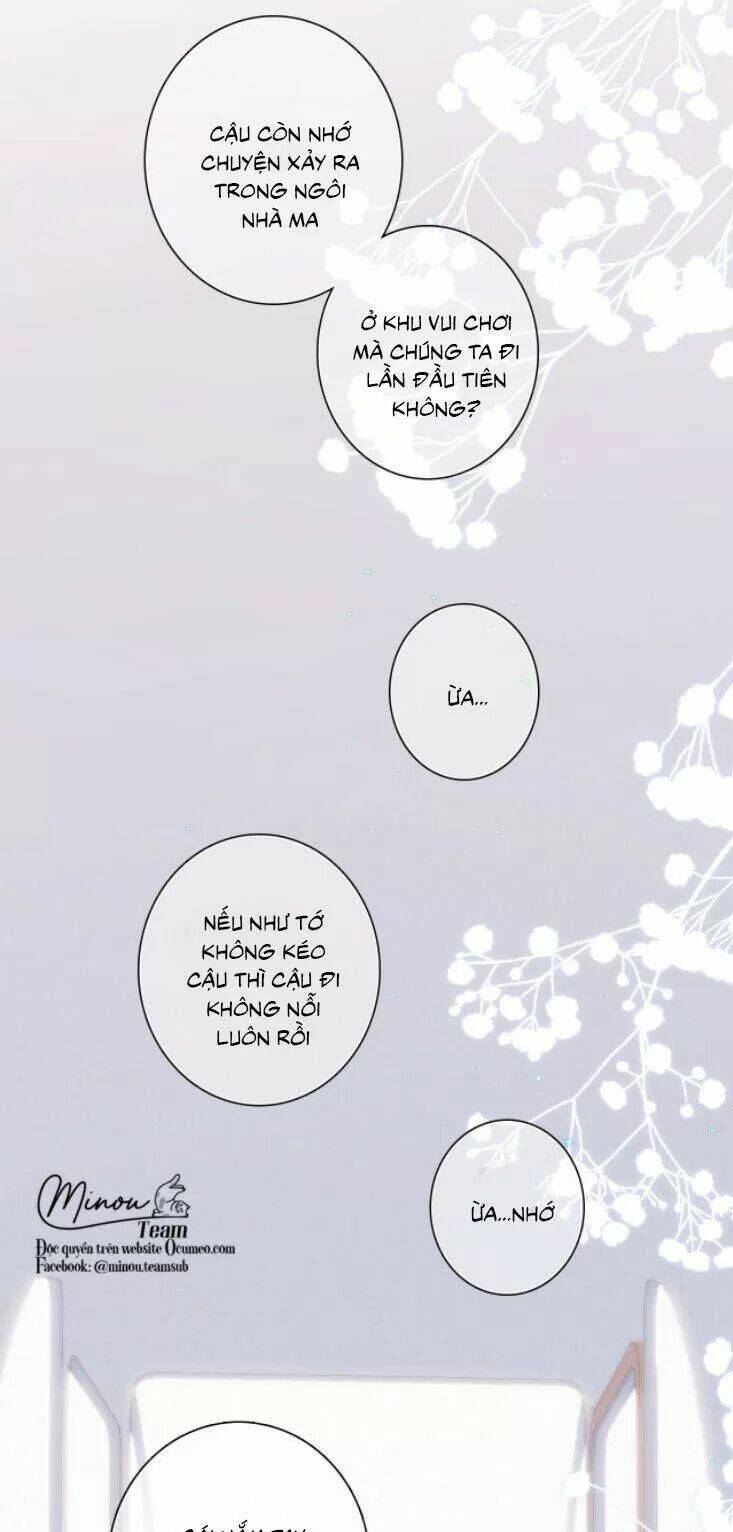 CẬU CÒN NHỚ
CHUYỆN XẢY RA
TRONG NGÔI
NHÀ MA
Ở KHU VUI CHƠI
MÀ CHÚNG TA ĐI
LẦN ĐẦU TIÊN
KHÔNG?
ỪA...
NẾU NHƯ TỚ
KHÔNG KÉO
CẬU THÌ CẬU ĐI
KHÔNG NỖI
LUÔN RỒI
ỪA...NHỚ
Minou
Team
Độc quyền trên website Ocumeo.com
Facebook: @minou.teamsub